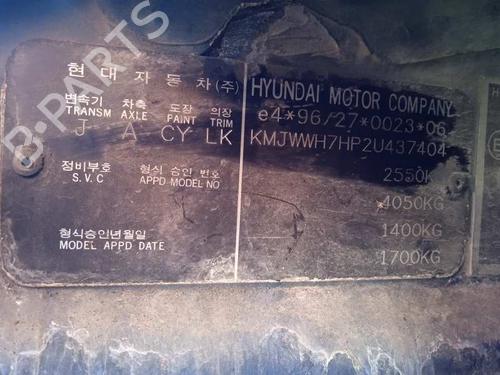 현대자동차(주)
변속기 차축 도장 의장
TRANSM AXLE PAINT TRIM
J A CY LK
정비부호 형식 승인 번호
S.V.C APPD MODEL NO
형식승인년월일
MODEL APPD DATE
HYUNDAI MOTOR COMPANY
e4*96/27*0023*06
KMJWWH7HP2U437404
2550K
4050KG
1400KG
1700KG
B-PARTS